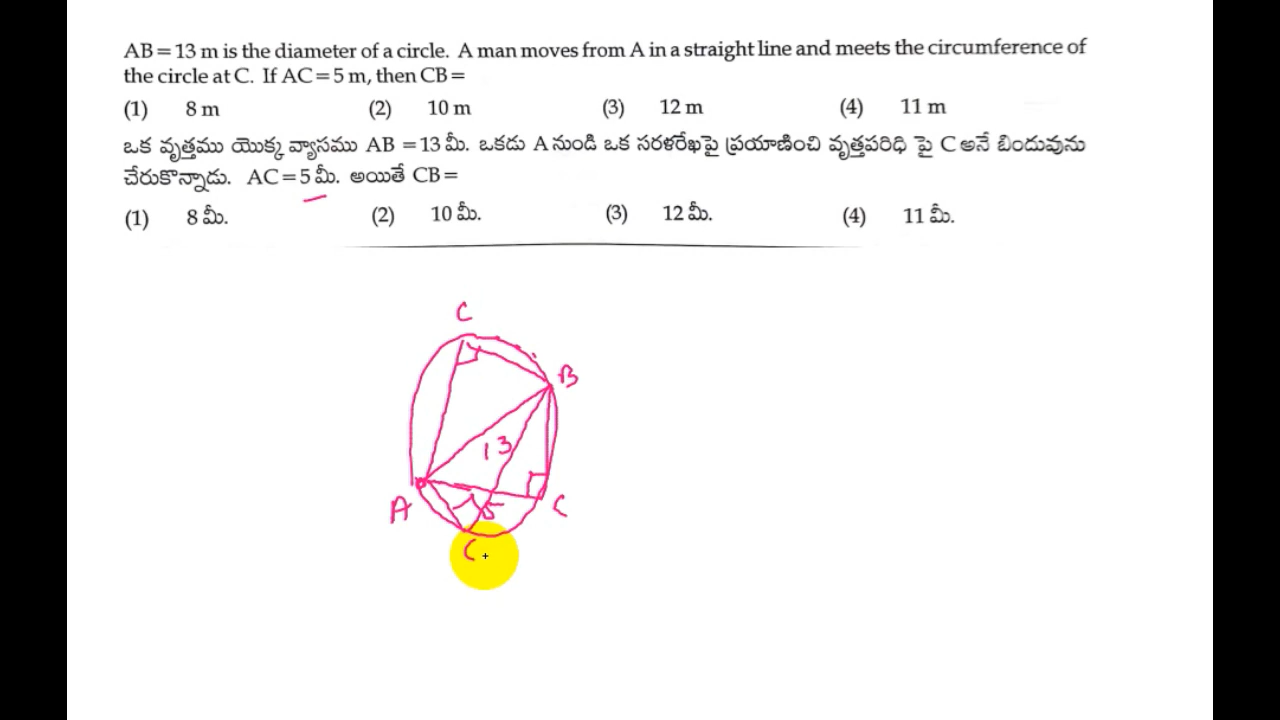 AB = 13 m is the diameter of a circle. A man moves from A in a straight line and meets the circumference of
the circle at C. If AC = 5 m, then CB =
(1) 8 m (2) 10 m (3) 12 m (4) 11 m
ఒక వృత్తము యొక్క వ్యాసము AB = 13 మీ. ఒకడు A నుండి ఒక సరళరేఖపై ప్రయాణించి వృత్తపరిధి పై C అనే బిందువును
చేరుకొన్నాడు. AC = 5 మీ. అయితే CB =
(1) 8 మీ. (2) 10 మీ. (3) 12 మీ. (4) 11 మీ.
C
B
13
A 5 C
C